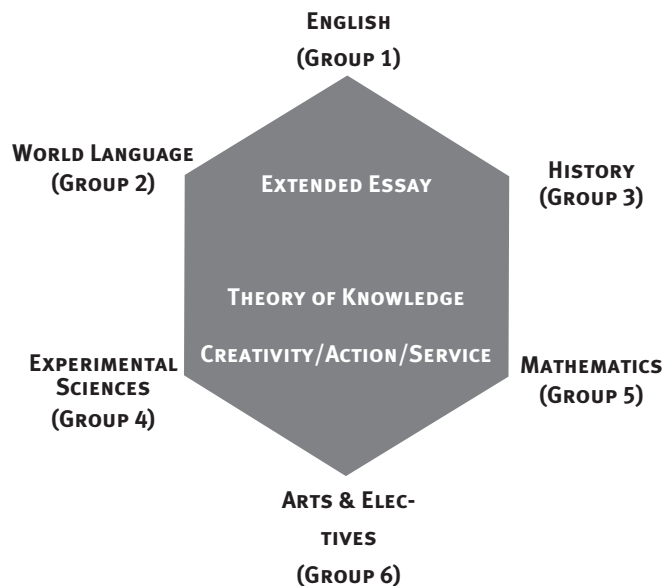 English
(Group 1)
World Language
(Group 2)
Extended Essay
History
(Group 3)
Theory of Knowledge
Creativity/Action/Service
Experimental
Sciences
(Group 4)
Mathematics
(Group 5)
Arts & Elec-
tives
(Group 6)